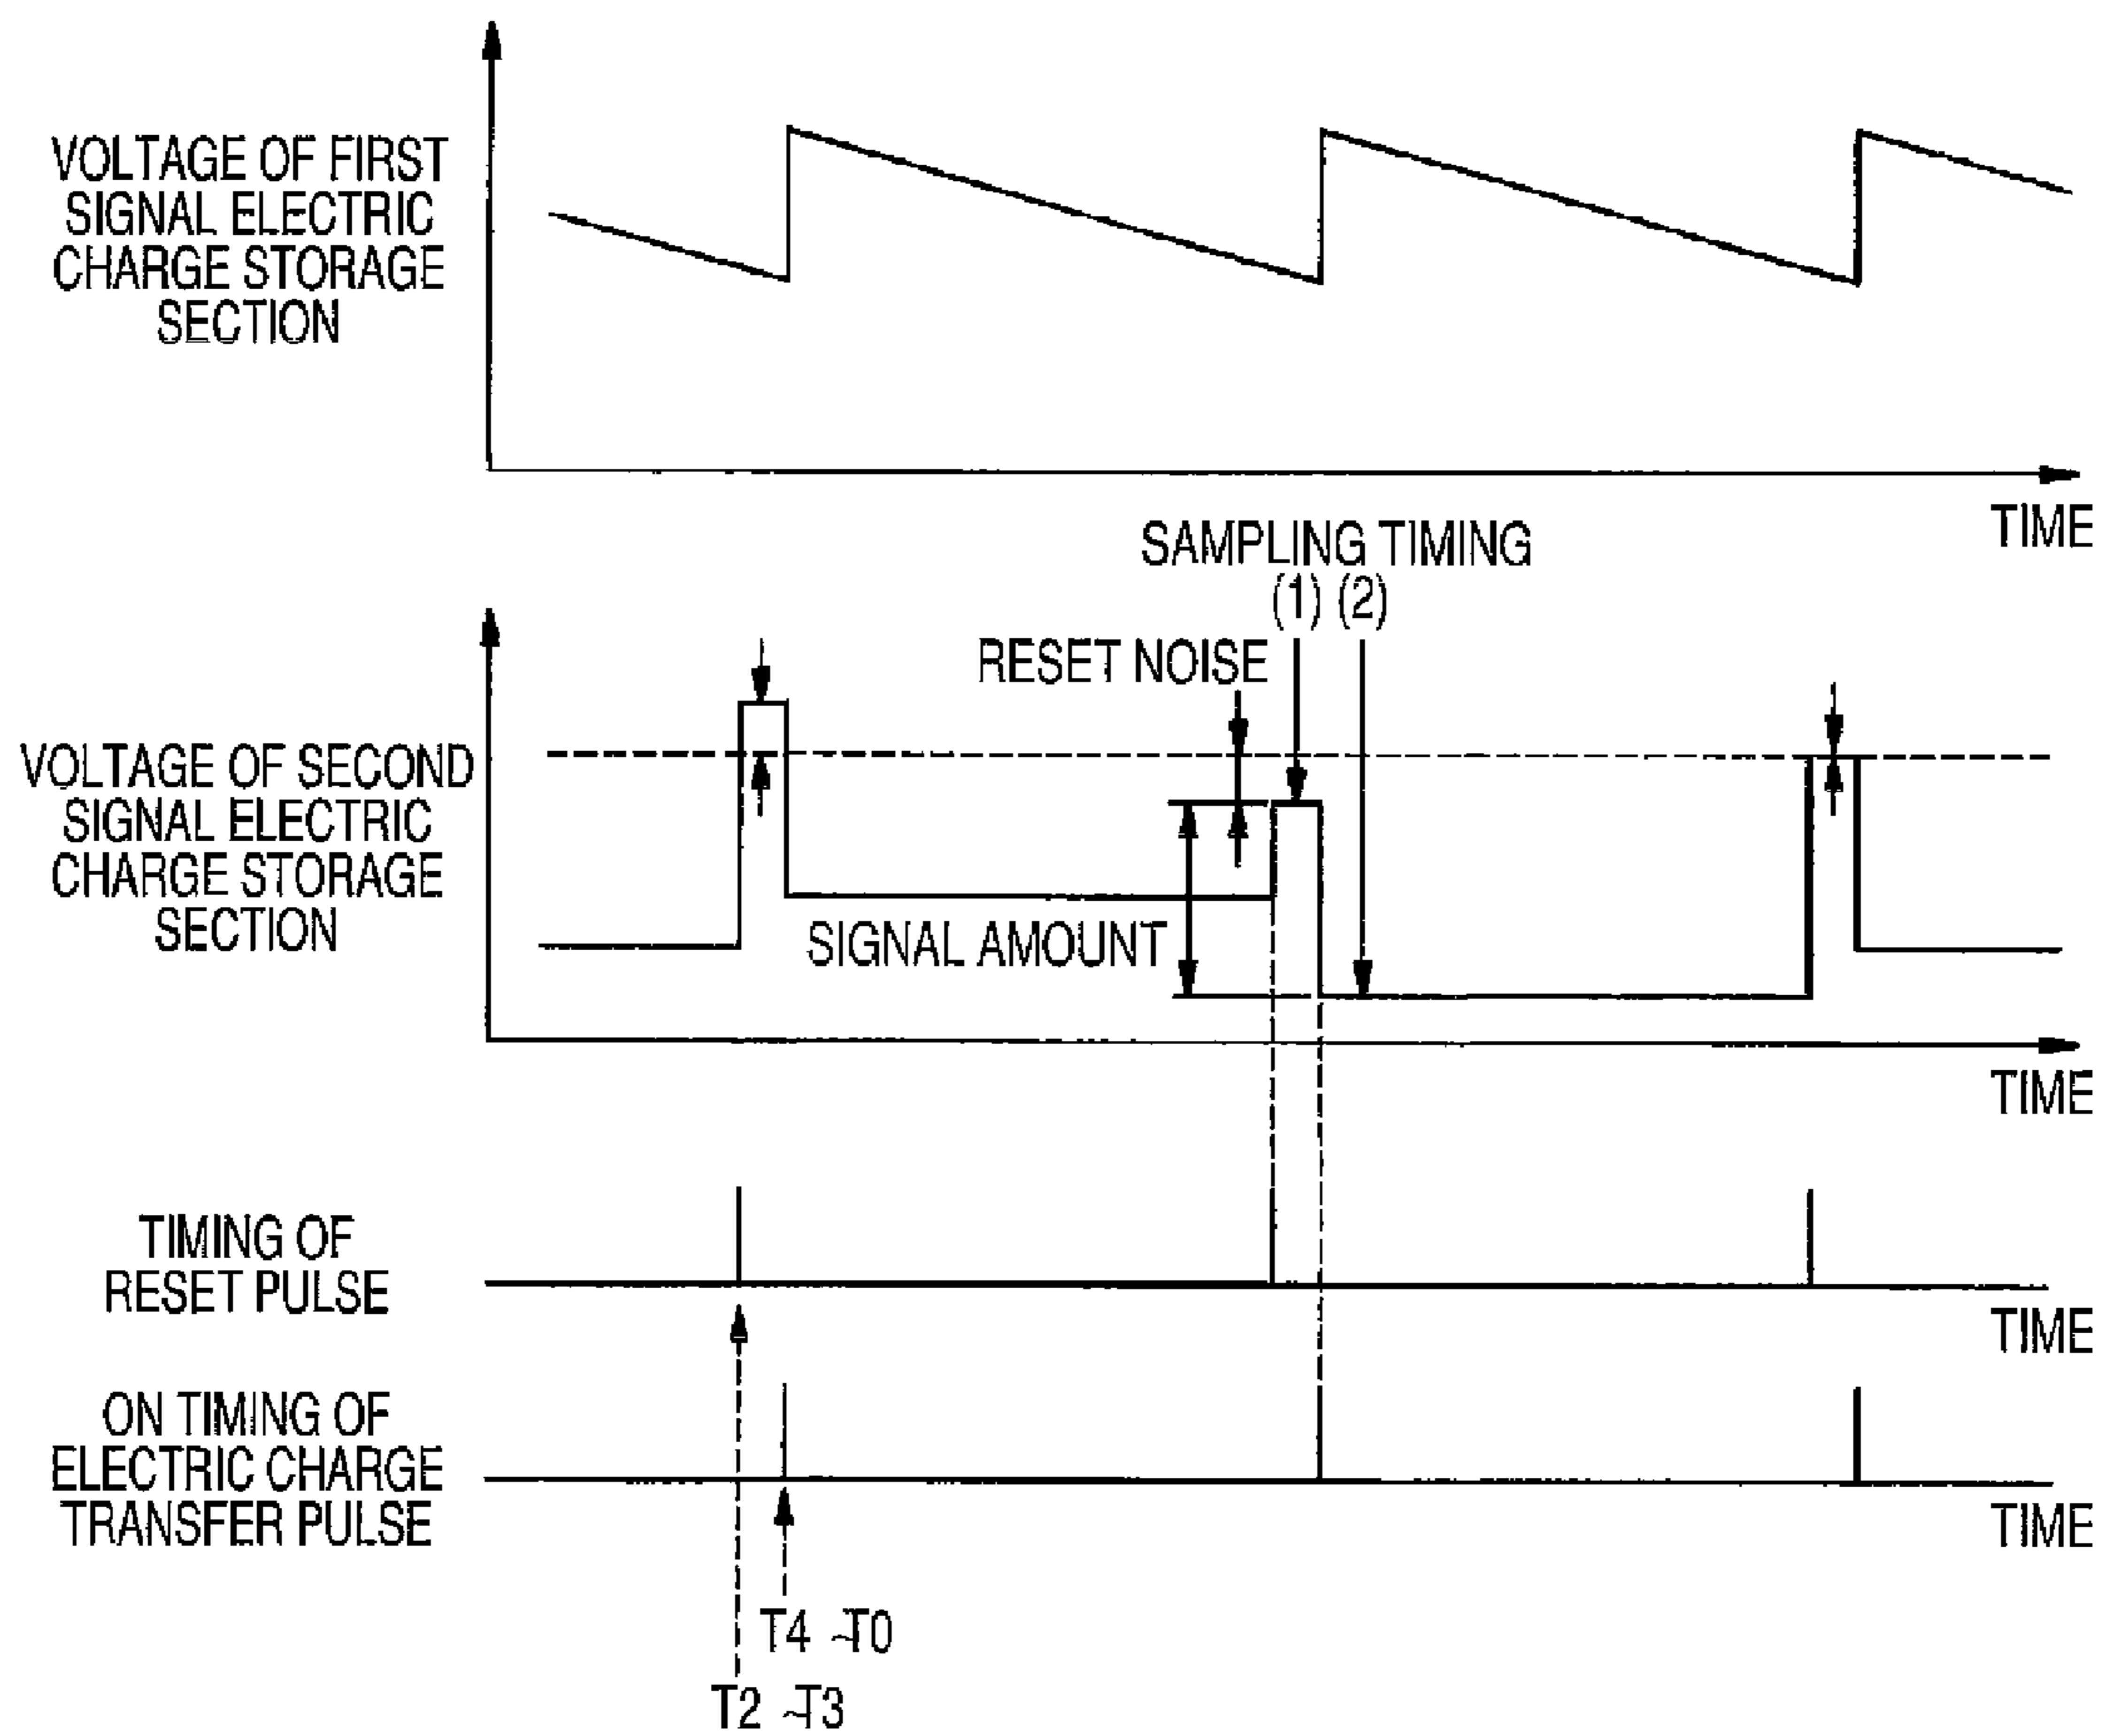 VOLTAGE OF FIRST
SIGNAL ELECTRIC
CHARGE STORAGE
SECTION
TIME
SAMPLING TIMING
(1) (2)
RESET NOISE
VOLTAGE OF SECOND
SIGNAL ELECTRIC
CHARGE STORAGE
SECTION
SIGNAL AMOUNT
TIME
TIMING OF
RESET PULSE
TIME
ON TIMING OF
ELECTRIC CHARGE
TRANSFER PULSE
TIME
T4 ~T0
T2 ~T3